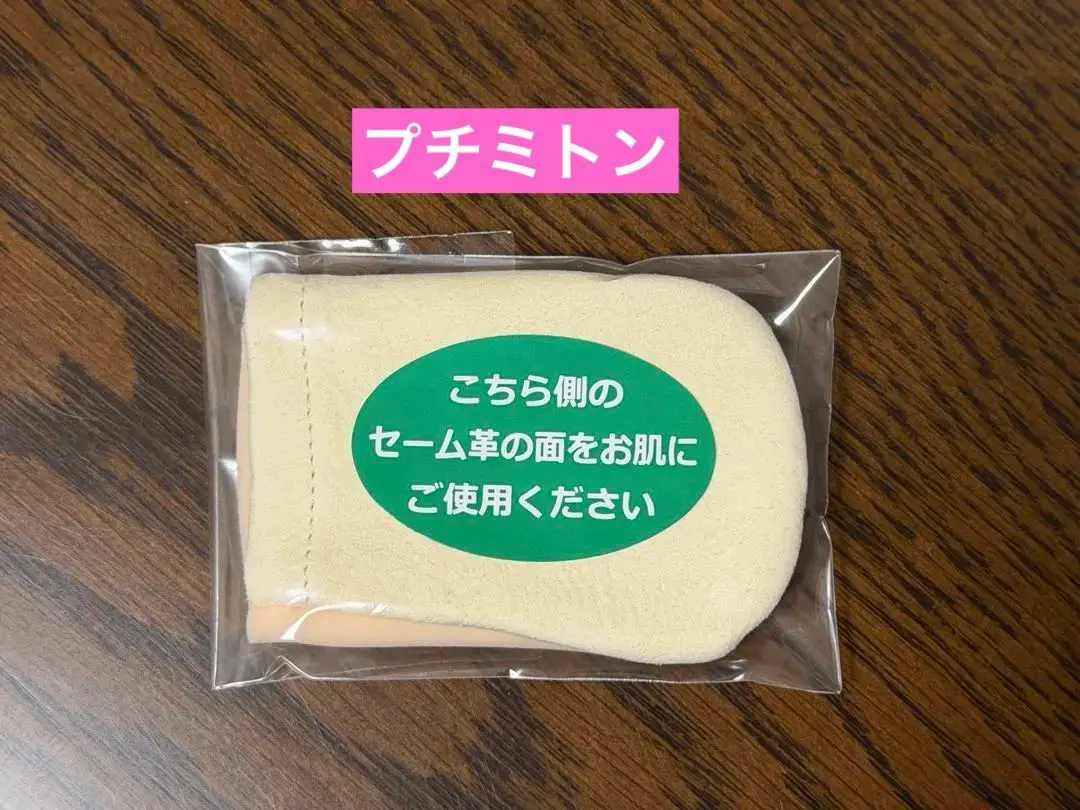 プチミトン
こちら側の
セーム革の面をお肌に
ご使用ください